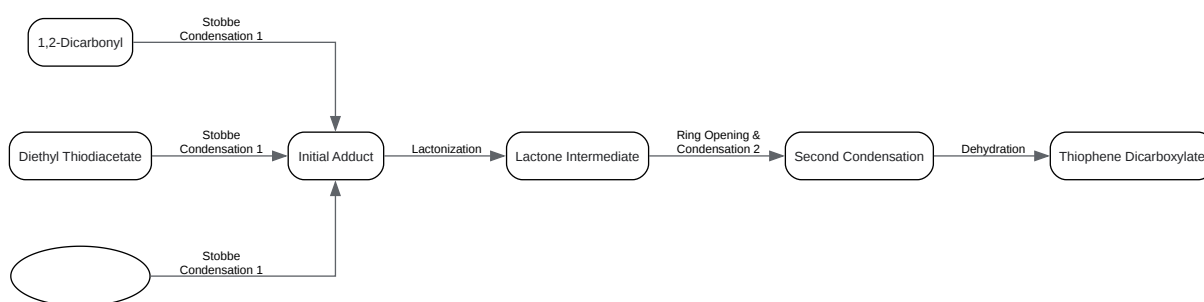 Stobbe
Condensation 1
1,2-Dicarbonyl
Stobbe
Condensation 1
Diethyl Thiodiacetate
Initial Adduct
Lactonization
Lactone Intermediate
Ring Opening &
Condensation 2
Second Condensation
Dehydration
Thiophene Dicarboxylate
Stobbe
Condensation 1